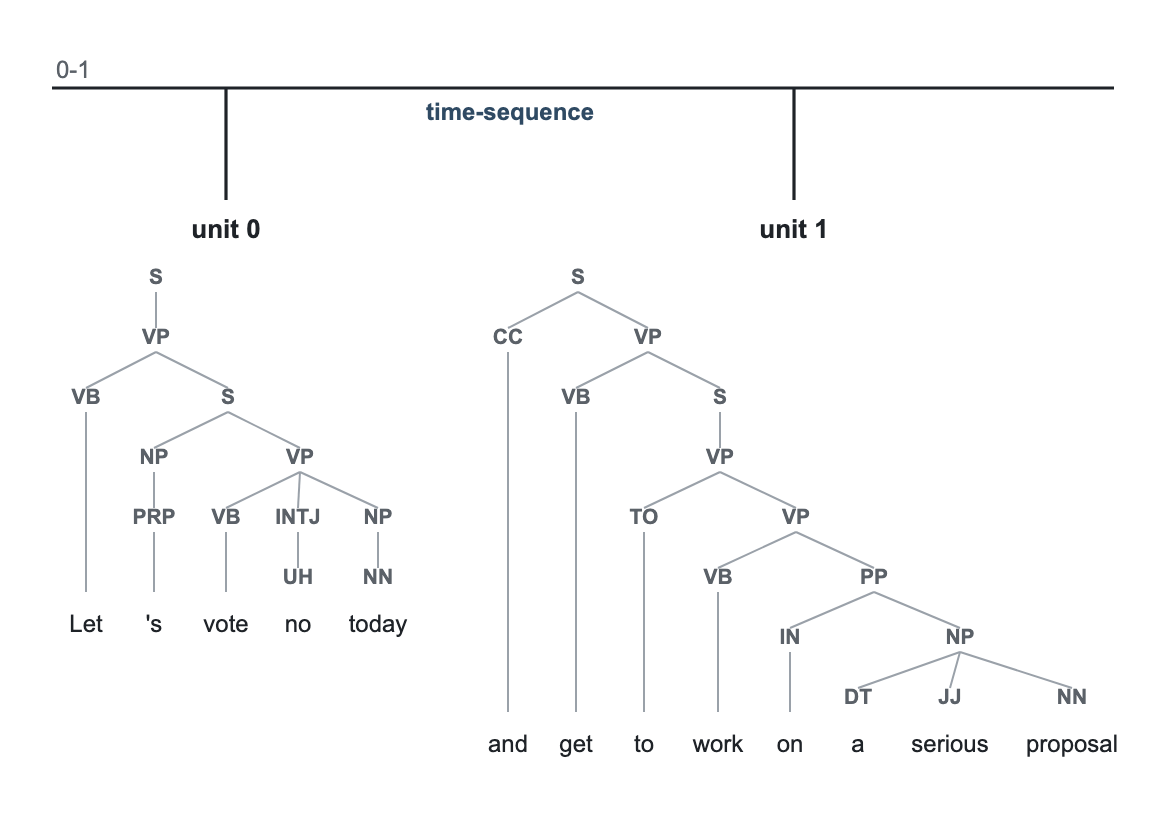 0-1
time-sequence
unit 0 unit 1
S S
VP CC VP
VB S VB S
NP VP VP
PRP VB INTJ NP TO VP
UH NN VB PP
Let 's vote no today IN NP
DT JJ NN
and get to work on a serious proposal